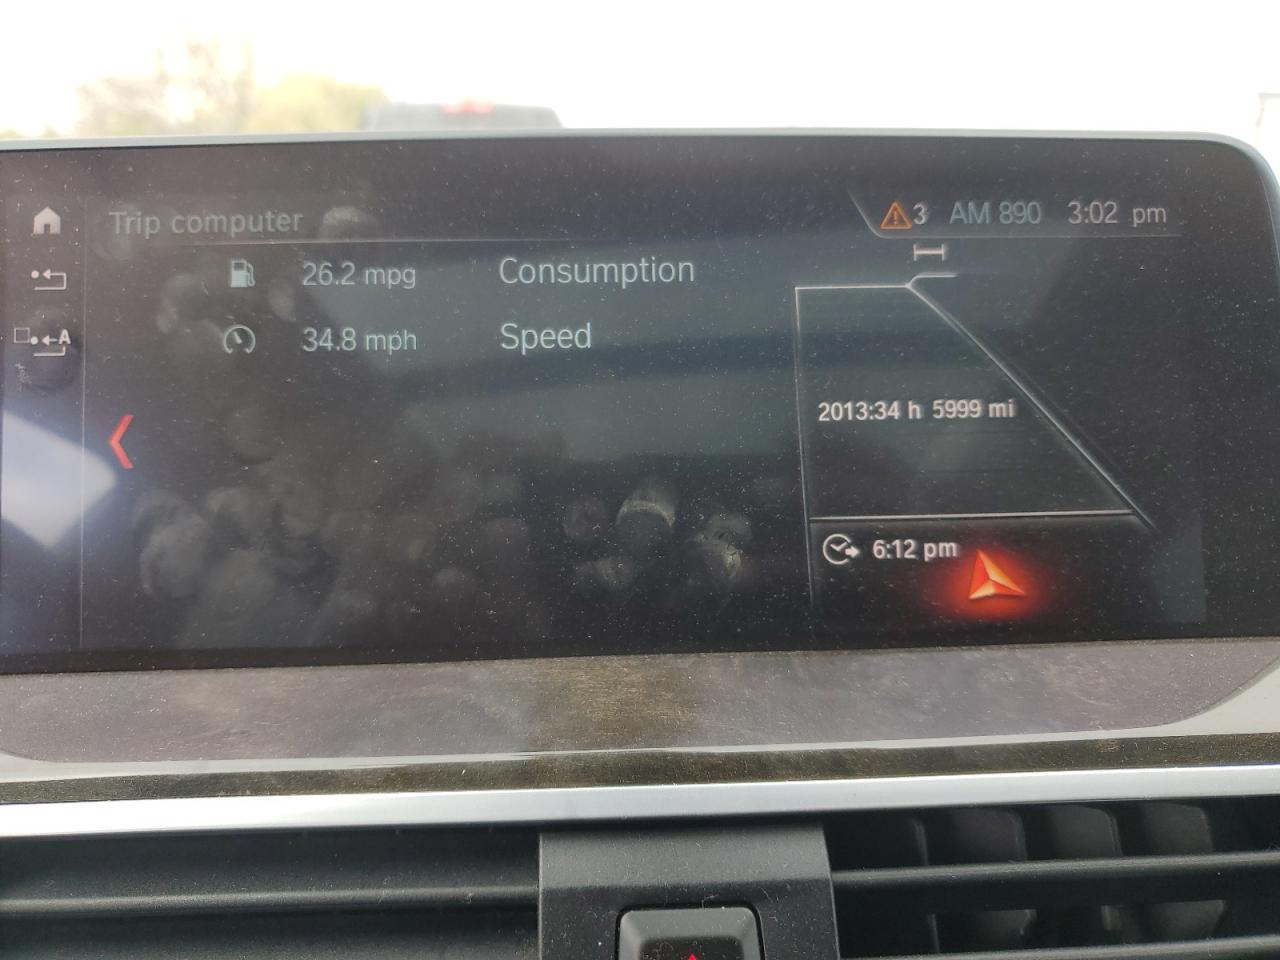 Trip computer
3 AM 890 3:02 pm
26.2 mpg Consumption
34.8 mph Speed
A
2013:34 h 5999 mi
6:12 pm